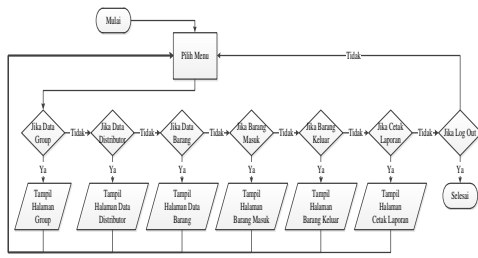 Mulai
Pilih Menu
Tidak
Jika Data
Group
Tidak
Jika Data
Distributor
Tidak
Jika Data
Barang
Tidak
Jika Barang
Masuk
Tidak
Jika Barang
Keluar
Tidak
Jika Cetak
Laporan
Tidak
Jika Log Out
Ya
Ya
Ya
Ya
Ya
Ya
Ya
Tampil
Halaman
Group
Tampil
Halaman Data
Distributor
Tampil
Halaman Data
Barang
Tampil
Halaman
Barang Masuk
Tampil
Halaman
Barang Keluar
Tampil
Halaman
Cetak Laporan
Selesai